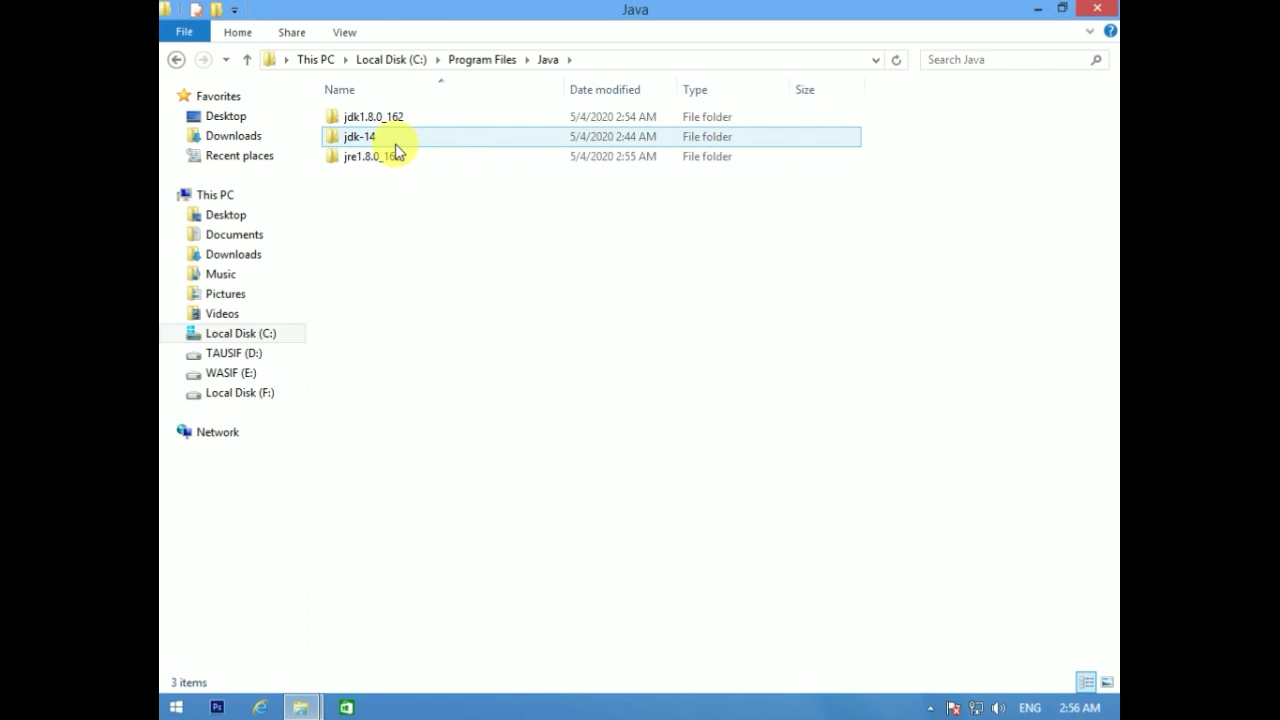 Java
File Home Share View
This PC Local Disk (C:) Program Files Java Search Java
Name Date modified Type Size
jdk1.8.0_162 5/4/2020 2:54 AM File folder
jdk-14 5/4/2020 2:44 AM File folder
5/4/2020 2:55 AM File folder
Favorites
Desktop
Downloads
Recent places
This PC
Desktop
Documents
Downloads
Music
Pictures
Videos
Local Disk (C:)
TAUSIF (D:)
WASIF (E:)
Local Disk (F:)
Network
3 items
Ps ENG 2:56 AM